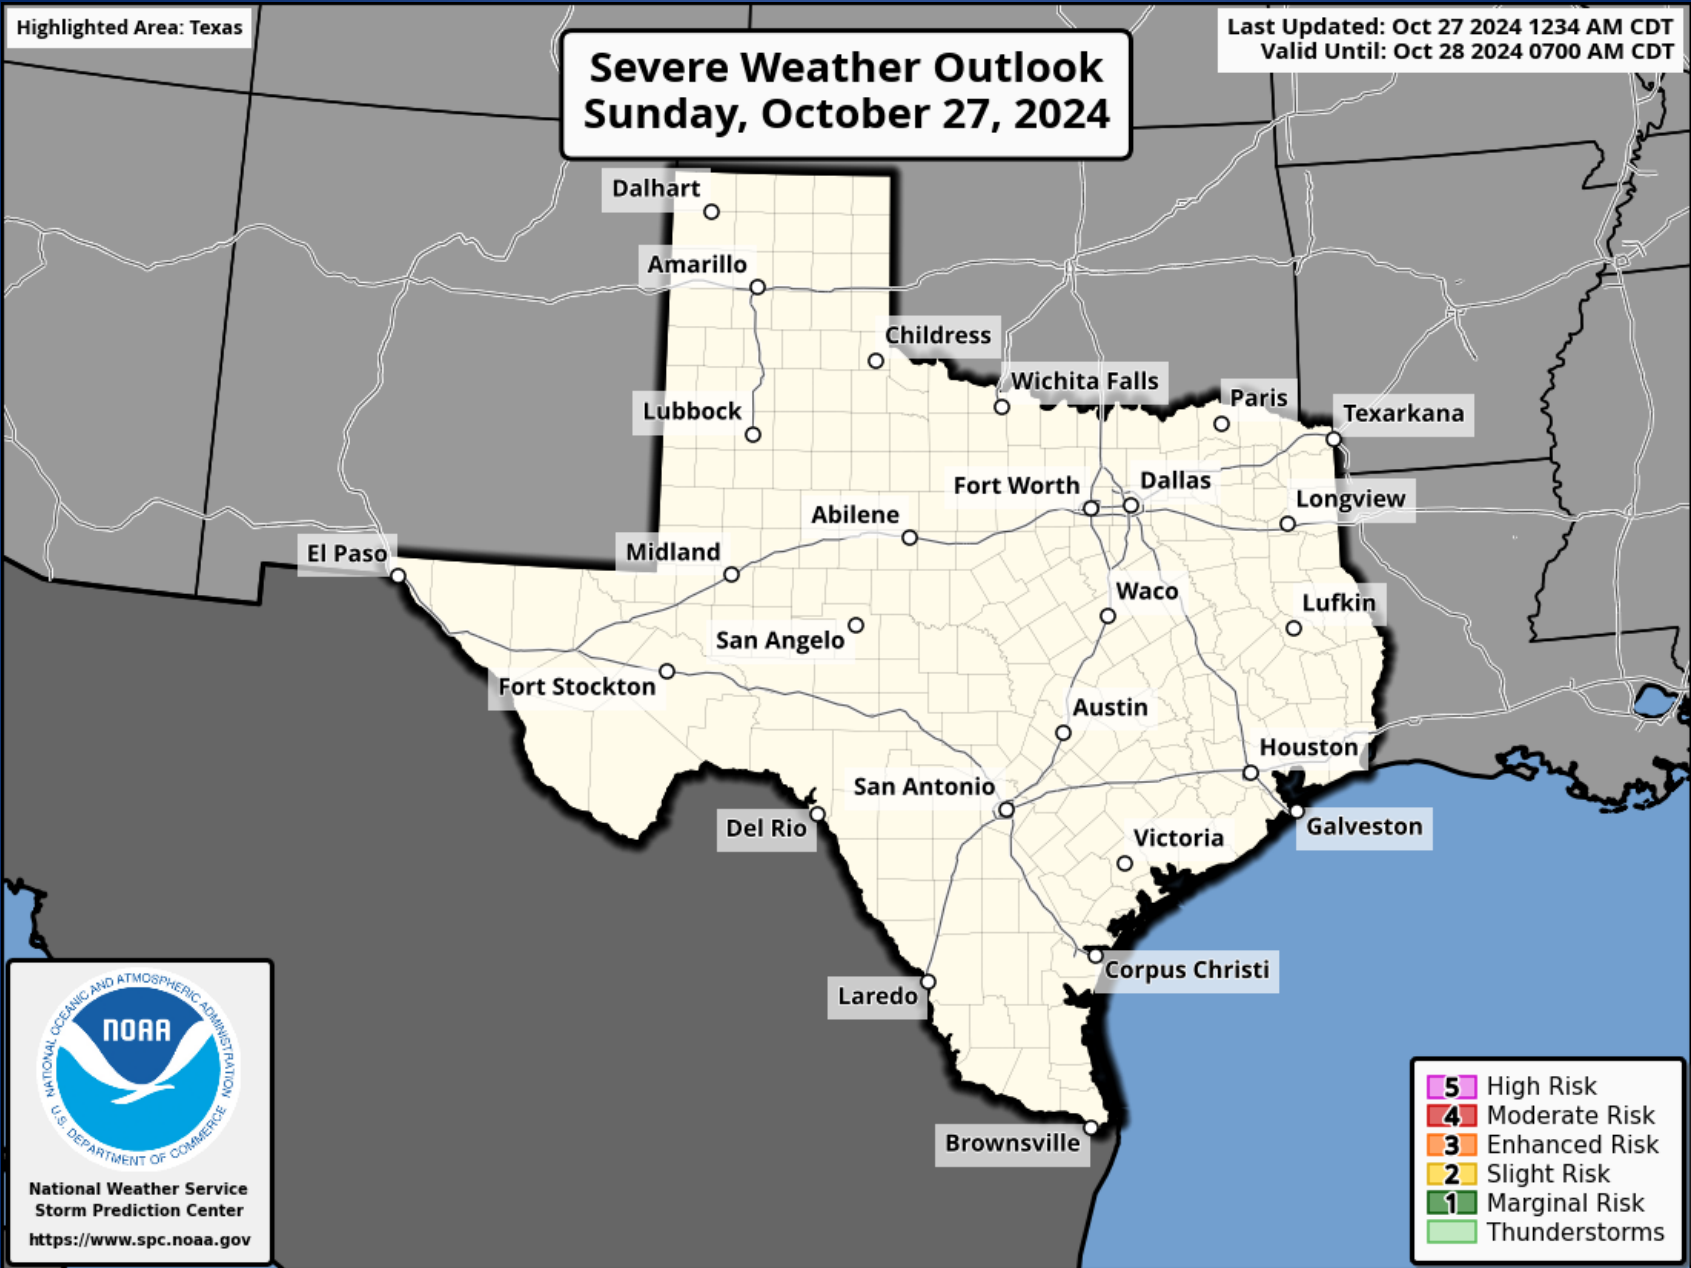 Highlighted Area: Texas
Last Updated: Oct 27 2024 1234 AM CDT
Valid Until: Oct 28 2024 0700 AM CDT
Severe Weather Outlook
Sunday, October 27, 2024
Dalhart
Amarillo
Childress
Wichita Falls
Paris
Lubbock
Texarkana
Fort Worth
Dallas
Longview
Abilene
El Paso
Midland
Waco
Lufkin
San Angelo
Fort Stockton
Austin
Houston
San Antonio
Del Rio
Galveston
Victoria
Corpus Christi
Laredo
Brownsville
NATIONAL OCEANIC AND ATMOSPHERIC ADMINISTRATION
NOAA
U.S. DEPARTMENT OF COMMERCE
National Weather Service
Storm Prediction Center
https://www.spc.noaa.gov
5 High Risk
4 Moderate Risk
3 Enhanced Risk
2 Slight Risk
1 Marginal Risk
Thunderstorms